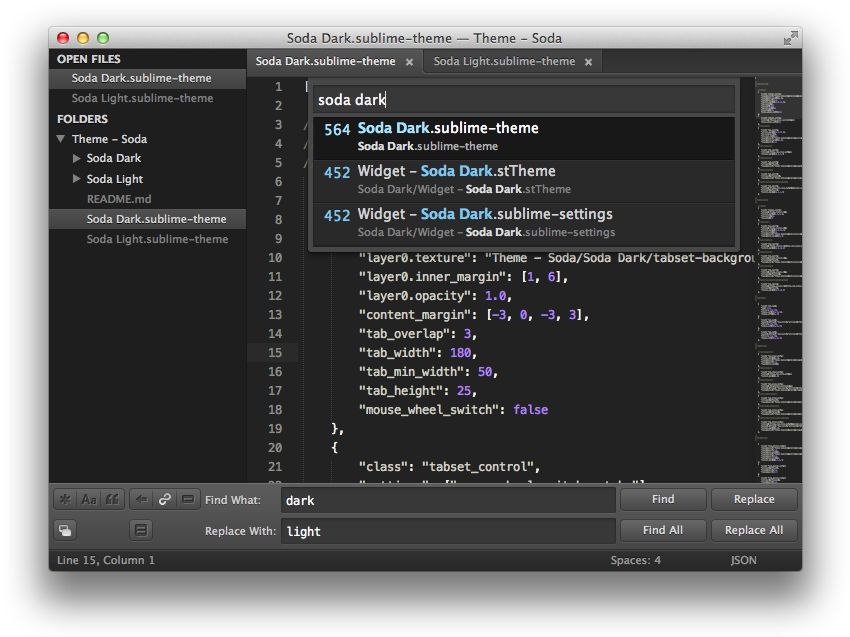 Soda Dark.sublime-theme — Theme – Soda
OPEN FILES
Soda Dark.sublime-theme
Soda Light.sublime-theme
FOLDERS
Theme – Soda
Soda Dark
Soda Light
README.md
Soda Dark.sublime-theme
Soda Light.sublime-theme
Soda Dark.sublime-theme × Soda Light.sublime-theme ×
soda dark
564 Soda Dark.sublime-theme
Soda Dark.sublime-theme
452 Widget – Soda Dark.stTheme
Soda Dark/Widget – Soda Dark.stTheme
452 Widget – Soda Dark.sublime-settings
Soda Dark/Widget – Soda Dark.sublime-settings
1
2
3
4
5
6
7
8
9
10 "layer0.texture": "Theme – Soda/Soda Dark/tabset-backgrou
11 "layer0.inner_margin": [1, 6],
12 "layer0.opacity": 1.0,
13 "content_margin": [-3, 0, -3, 3],
14 "tab_overlap": 3,
15 "tab_width": 180,
16 "tab_min_width": 50,
17 "tab_height": 25,
18 "mouse_wheel_switch": false
19 },
20 {
21 "class": "tabset_control",
Aa Find What: dark Find Replace
Replace With: light Find All Replace All
Line 15, Column 1 Spaces: 4 JSON